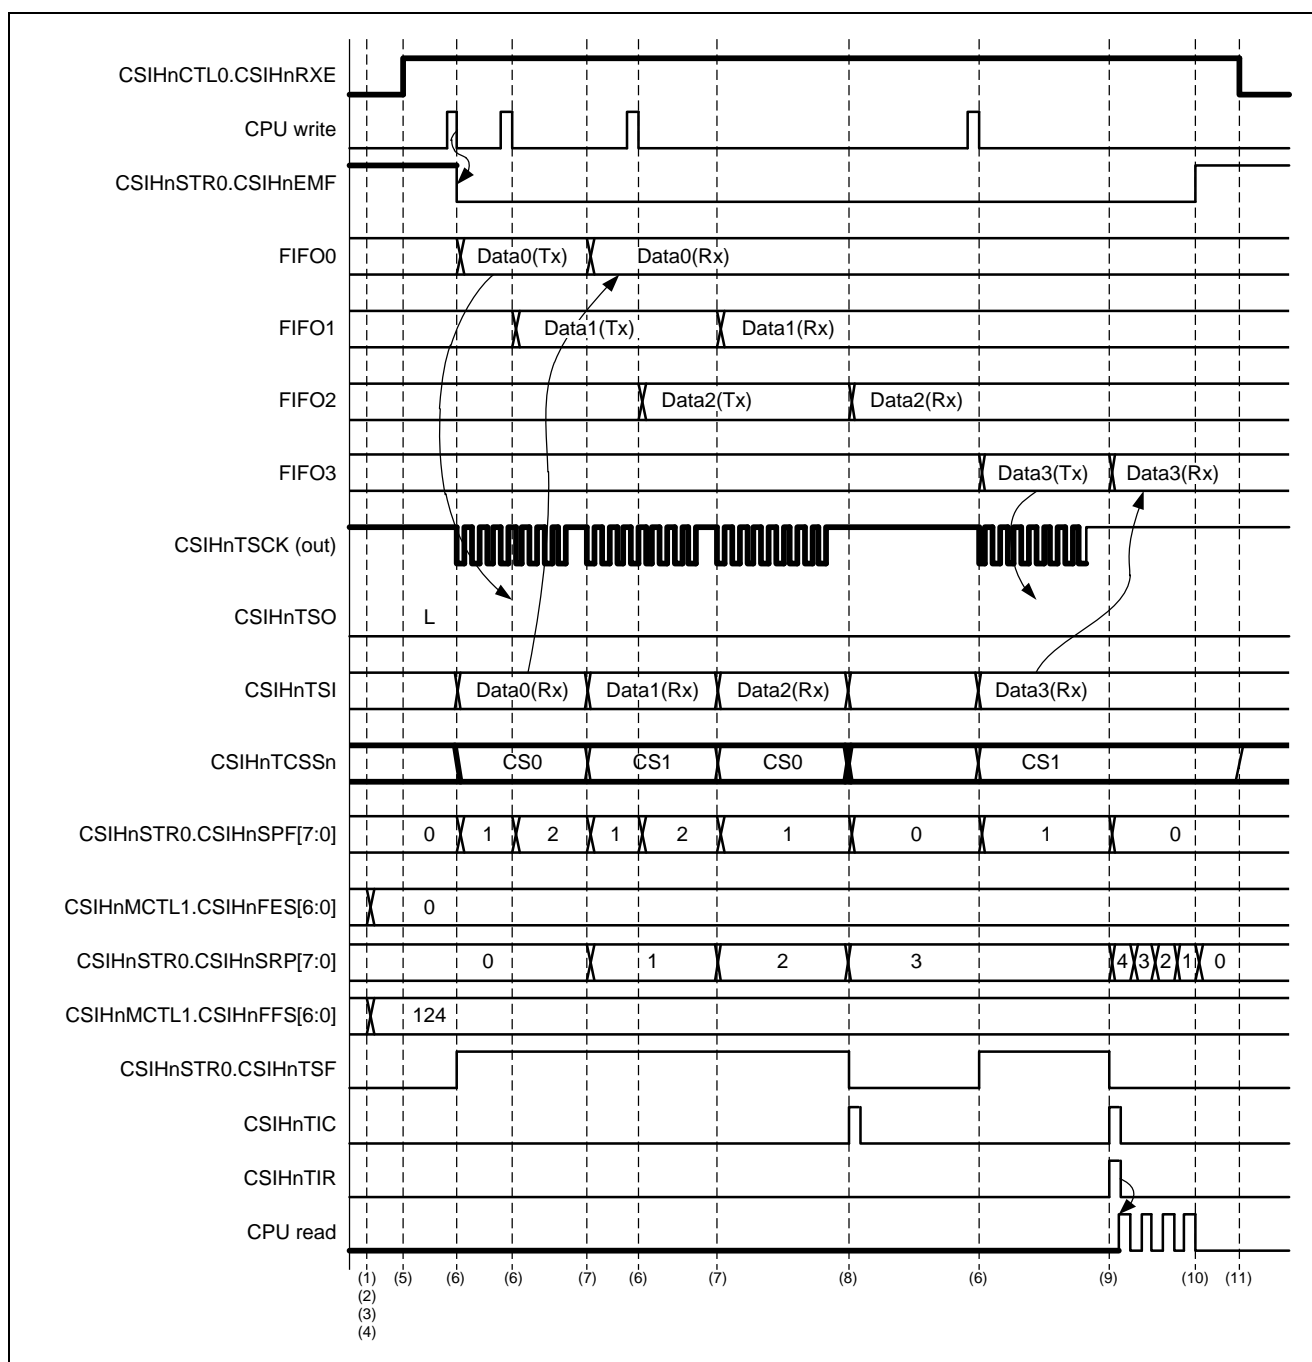 CSIHnCTL0.CSIHnRXE
CPU write
CSIHnSTR0.CSIHnEMF
FIFO0 Data0(Tx) Data0(Rx)
FIFO1 Data1(Tx) Data1(Rx)
FIFO2 Data2(Tx) Data2(Rx)
FIFO3 Data3(Tx) Data3(Rx)
CSIHnTSCK (out)
CSIHnTSO L
CSIHnTSI Data0(Rx) Data1(Rx) Data2(Rx) Data3(Rx)
CSIHnTCSSn CS0 CS1 CS0 CS1
CSIHnSTR0.CSIHnSPF[7:0] 0 1 2 1 2 1 0 1 0
CSIHnMCTL1.CSIHnFES[6:0] 0
CSIHnSTR0.CSIHnSRP[7:0] 0 1 2 3 4 3 2 1 0
CSIHnMCTL1.CSIHnFFS[6:0] 124
CSIHnSTR0.CSIHnTSF
CSIHnTIC
CSIHnTIR
CPU read
(1) (5) (6) (6) (7) (6) (7) (8) (6) (9) (10) (11)
(2)
(3)
(4)